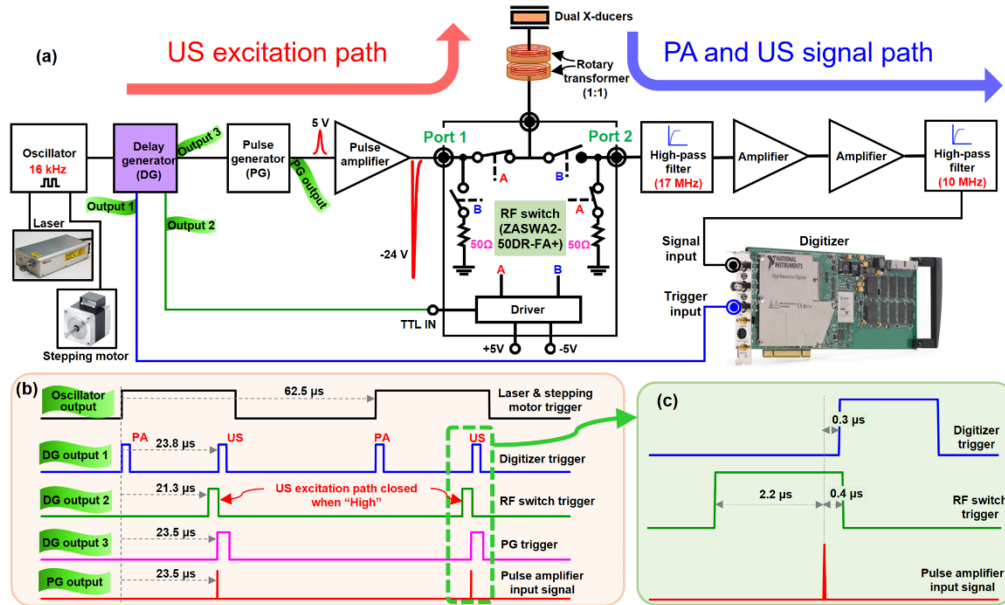 (a)
US excitation path
PA and US signal path
Dual X-ducers
Rotary
transformer
(1:1)
Oscillator
16 kHz
Delay
generator
(DG)
Output 3
Output 1
Output 2
Pulse
generator
(PG)
5 V
PG output
Pulse
amplifier
-24 V
Port 1
Port 2
A
B
B
A
50Ω
50Ω
RF switch
(ZASWA2-
50DR-FA+)
A
B
Driver
TTL IN
+5V
-5V
High-pass
filter
(17 MHz)
Amplifier
Amplifier
High-pass
filter
(10 MHz)
Laser
Stepping motor
Signal
input
Trigger
input
Digitizer
NATIONAL
INSTRUMENTS
High Resolution Digitizer
(b)
Oscillator
output
62.5 µs
Laser & stepping
motor trigger
DG output 1
PA
23.8 µs
US
PA
US
Digitizer trigger
DG output 2
21.3 µs
US excitation path closed
when “High”
RF switch trigger
DG output 3
23.5 µs
PG trigger
PG output
23.5 µs
Pulse amplifier
input signal
(c)
0.3 µs
Digitizer
trigger
2.2 µs
0.4 µs
RF switch
trigger
Pulse amplifier
input signal